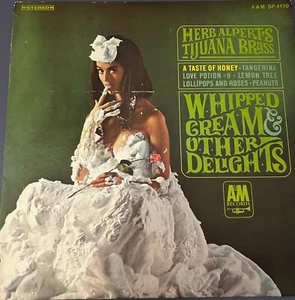 STEREO
A & M SP 4110
HERB ALPERT'S
TIJUANA BRASS
A TASTE OF HONEY • TANGERINE
LOVE POTION #9 • LEMON TREE
LOLLIPOPS AND ROSES • PEANUTS
WHIPPED
CREAM &
OTHER
DELIGHTS
A&M
RECORDS